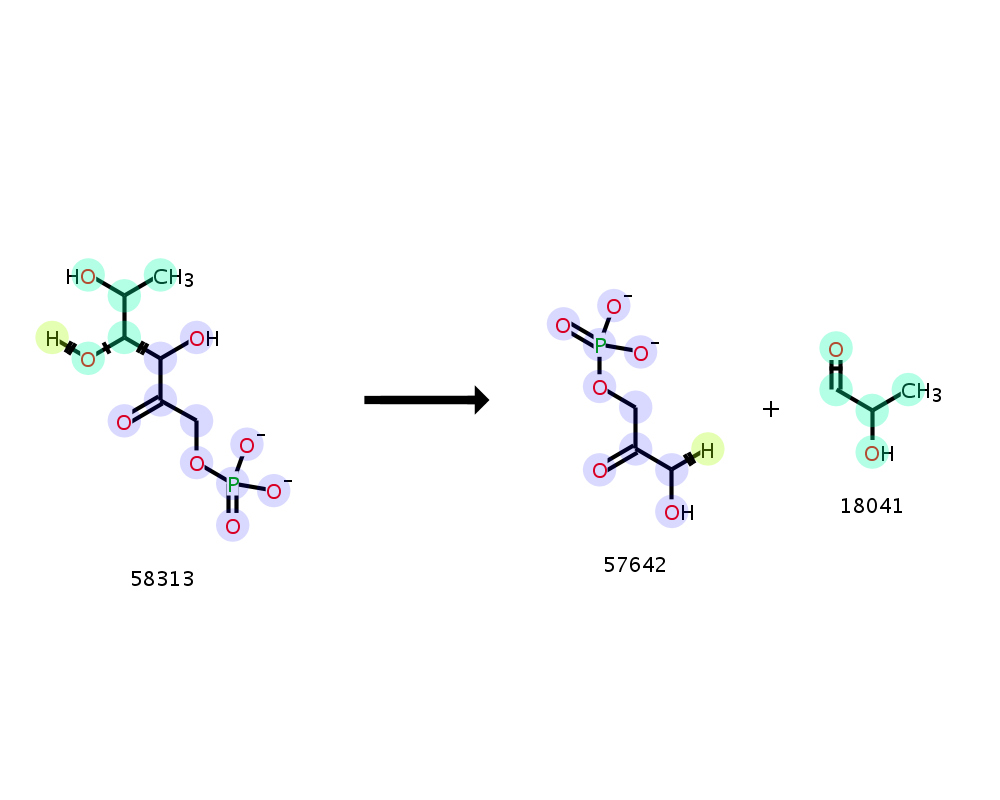 HO CH3
H O OH
O
O O−
P O−
O
58313
O O−
P O−
O
O H
OH
57642
+
O
CH3
OH
18041